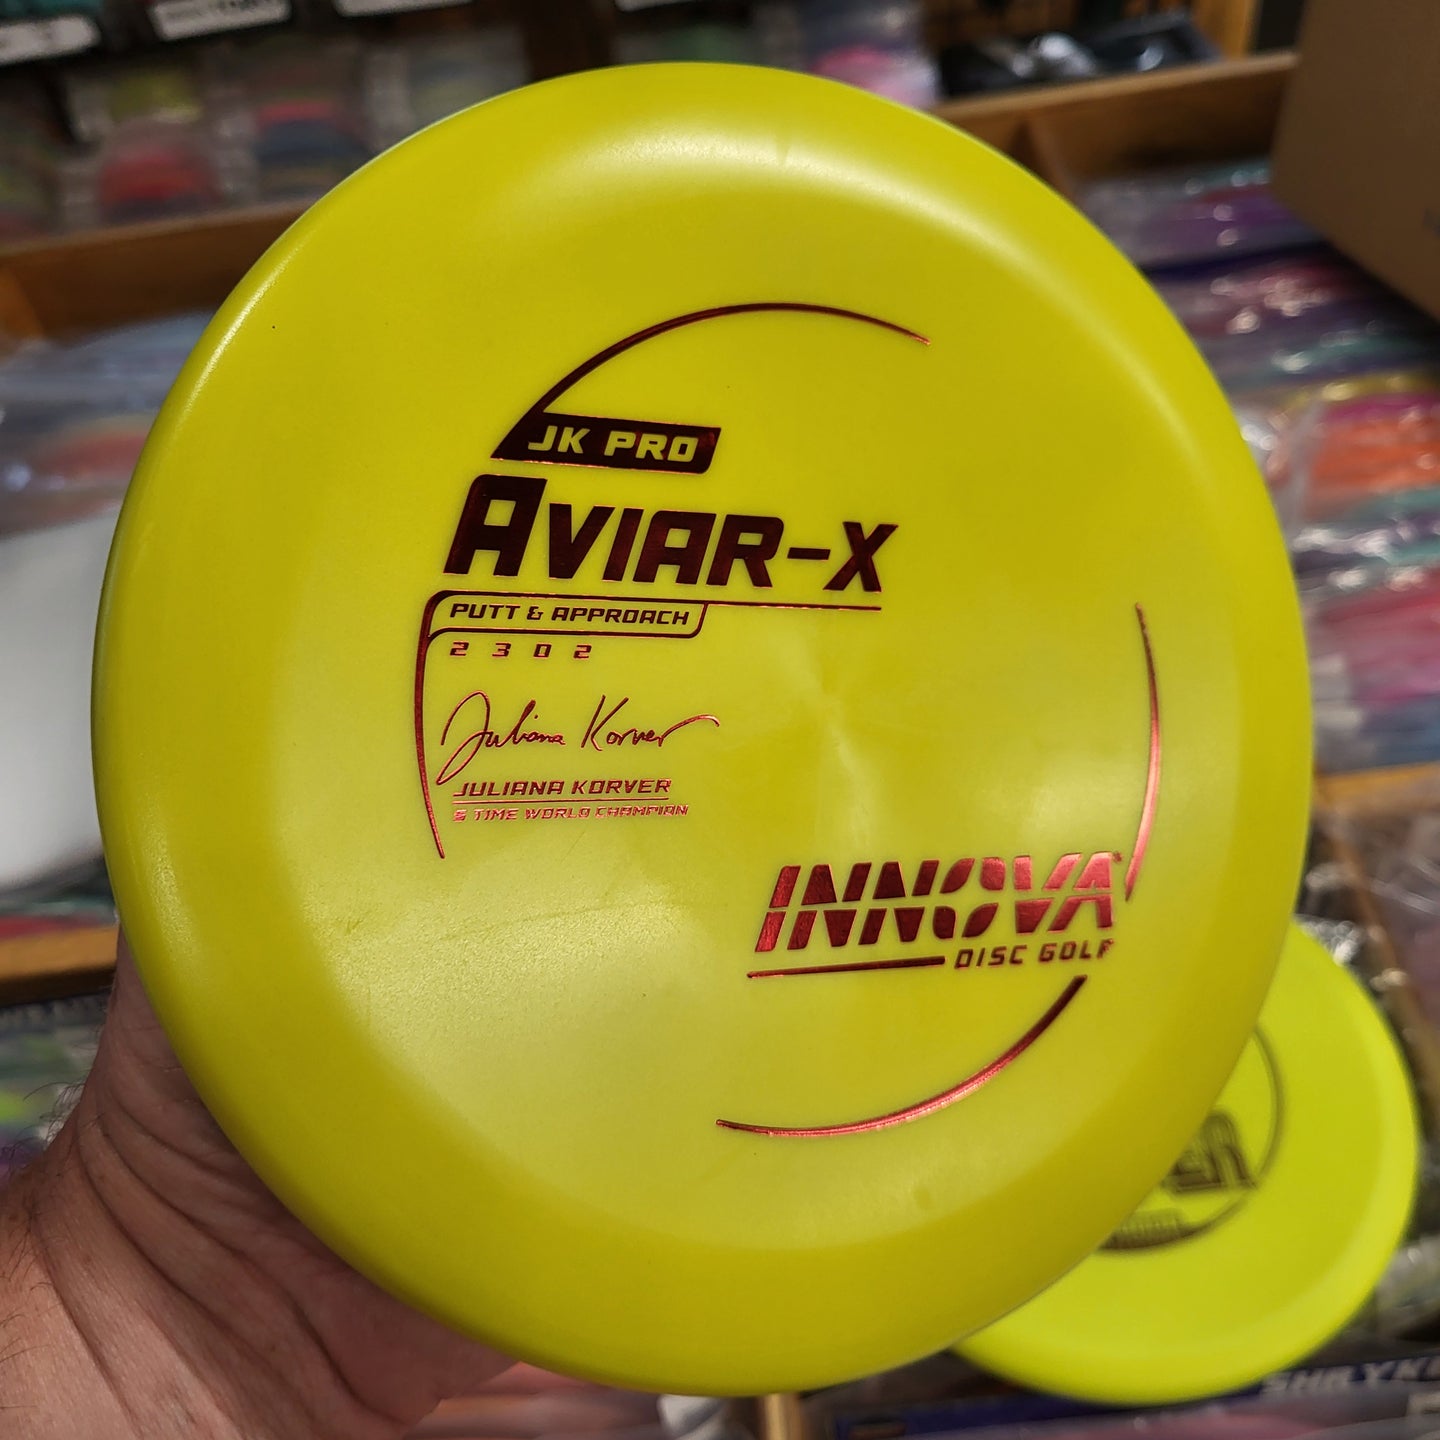 JK PRO
AVIAR-X
PUTT & APPROACH
2 3 0 2
Juliana Korver
JULIANA KORVER
5 TIME WORLD CHAMPION
INNOVA
DISC GOLF
SHRYKE